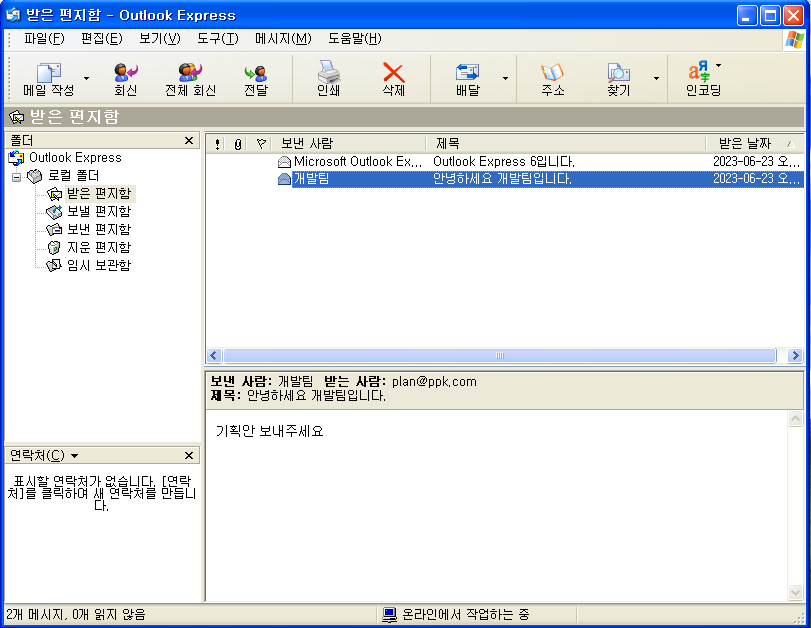 받은 편지함 - Outlook Express
파일(F) 편집(E) 보기(V) 도구(T) 메시지(M) 도움말(H)
메일 작성 회신 전체 회신 전달 인쇄 삭제 배달 주소 찾기 인코딩
받은 편지함
폴더
Outlook Express
로컬 폴더
받은 편지함
보낼 편지함
보낸 편지함
지운 편지함
임시 보관함
연락처(C)
표시할 연락처가 없습니다. [연락
처]를 클릭하여 새 연락처를 만듭니
다.
! 보낸 사람 제목 받은 날짜
Microsoft Outlook Ex... Outlook Express 6입니다. 2023-06-23 오...
개발팀 안녕하세요 개발팀입니다. 2023-06-23 오...
보낸 사람: 개발팀 받는 사람: plan@ppk.com
제목: 안녕하세요 개발팀입니다.
기획안 보내주세요
2개 메시지, 0개 읽지 않음 온라인에서 작업하는 중